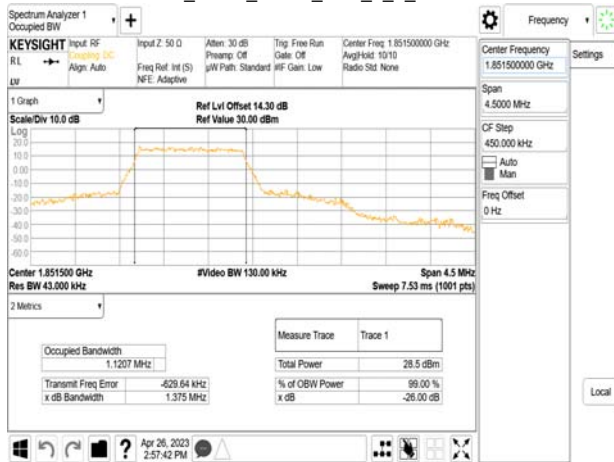 Spectrum Analyzer 1
Occupied BW
+
Frequency
KEYSIGHT
RL
Input: RF
Coupling: DC
Align: Auto
Input Z: 50 Ω
Freq Ref: Int (S)
NFE: Adaptive
Atten: 30 dB
Preamp: Off
µW Path: Standard
Trig: Free Run
Gate: Off
#IF Gain: Low
Center Freq: 1.851500000 GHz
Avg|Hold: 10/10
Radio Std: None
Center Frequency
1.851500000 GHz
Settings
Span
4.5000 MHz
CF Step
450.000 kHz
Auto
Man
Freq Offset
0 Hz
Local
1 Graph
Scale/Div 10.0 dB
Ref Lvl Offset 14.30 dB
Ref Value 30.00 dBm
Log
20.0
10.0
0.00
-10.0
-20.0
-30.0
-40.0
-50.0
-60.0
Center 1.851500 GHz
#Video BW 130.00 kHz
Span 4.5 MHz
Res BW 43.000 kHz
Sweep 7.53 ms (1001 pts)
2 Metrics
Occupied Bandwidth
1.1207 MHz
Transmit Freq Error -629.64 kHz
x dB Bandwidth 1.375 MHz
Measure Trace Trace 1
Total Power 28.5 dBm
% of OBW Power 99.00 %
x dB -26.00 dB
?
Apr 26, 2023
2:57:42 PM